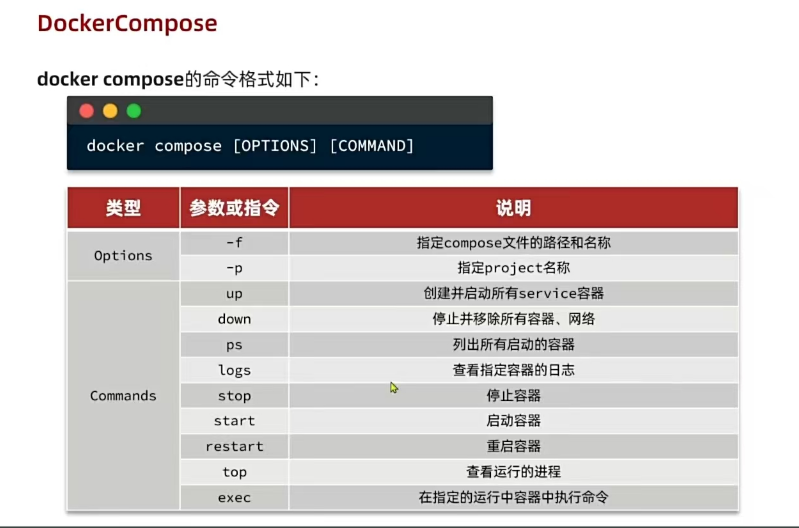 DockerCompose
docker compose的命令格式如下：
docker compose [OPTIONS] [COMMAND]
类型 参数或指令 说明
Options -f 指定compose文件的路径和名称
-p 指定project名称
Commands up 创建并启动所有service容器
down 停止并移除所有容器、网络
ps 列出所有启动的容器
logs 查看指定容器的日志
stop 停止容器
start 启动容器
restart 重启容器
top 查看运行的进程
exec 在指定的运行中容器中执行命令